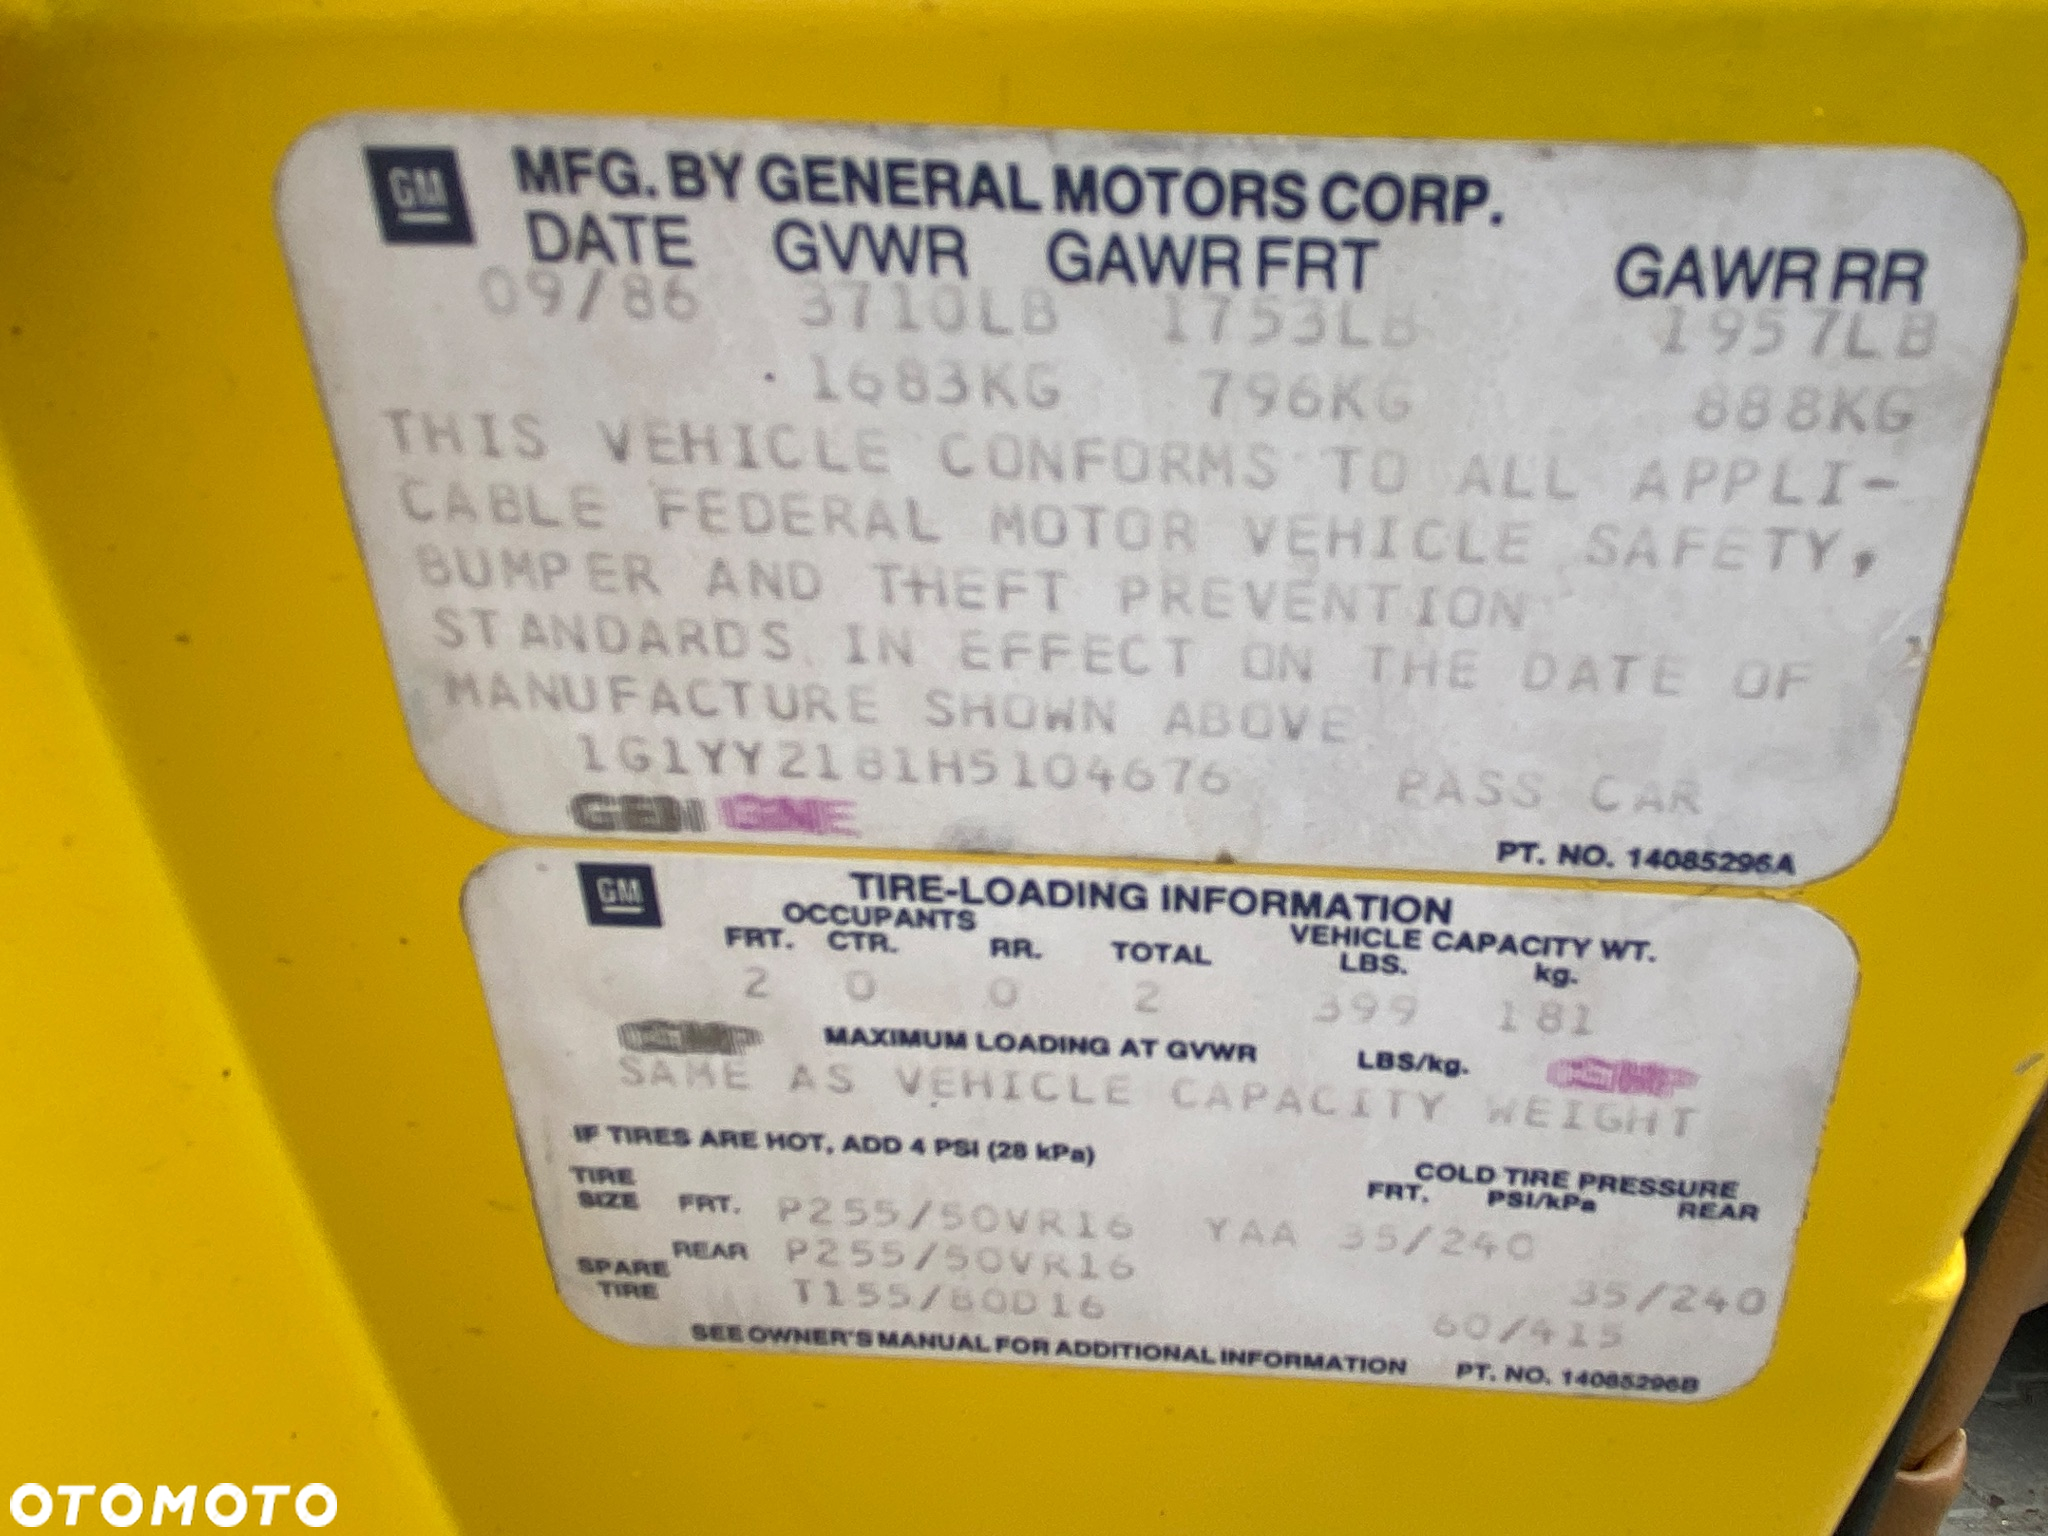 GM MFG. BY GENERAL MOTORS CORP.
DATE GVWR GAWR FRT GAWR RR
09/86 3710LB 1753LB 1957LB
1683KG 796KG 888KG
THIS VEHICLE CONFORMS TO ALL APPLI-
CABLE FEDERAL MOTOR VEHICLE SAFETY,
BUMPER AND THEFT PREVENTION
STANDARDS IN EFFECT ON THE DATE OF
MANUFACTURE SHOWN ABOVE
1G1YY2181H5104676 PASS CAR
PT. NO. 14085296A
GM TIRE-LOADING INFORMATION
OCCUPANTS VEHICLE CAPACITY WT.
FRT. CTR. RR. TOTAL LBS. kg.
2 0 0 2 399 181
MAXIMUM LOADING AT GVWR LBS/kg.
SAME AS VEHICLE CAPACITY WEIGHT
IF TIRES ARE HOT, ADD 4 PSI (28 kPa)
TIRE COLD TIRE PRESSURE
SIZE FRT. PSI/kPa REAR
FRT. P255/50VR16 YAA 35/240
REAR P255/50VR16 35/240
SPARE
TIRE T155/80D16 60/415
SEE OWNER'S MANUAL FOR ADDITIONAL INFORMATION PT. NO. 14085296B
OTOMOTO